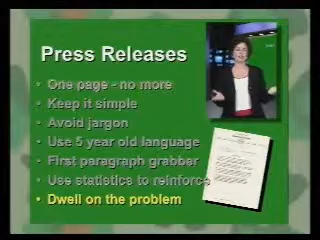 Press Releases
• One page - no more
• Keep it simple
• Avoid jargon
• Use 5 year old language
• First paragraph grabber
• Use statistics to reinforce
• Dwell on the problem